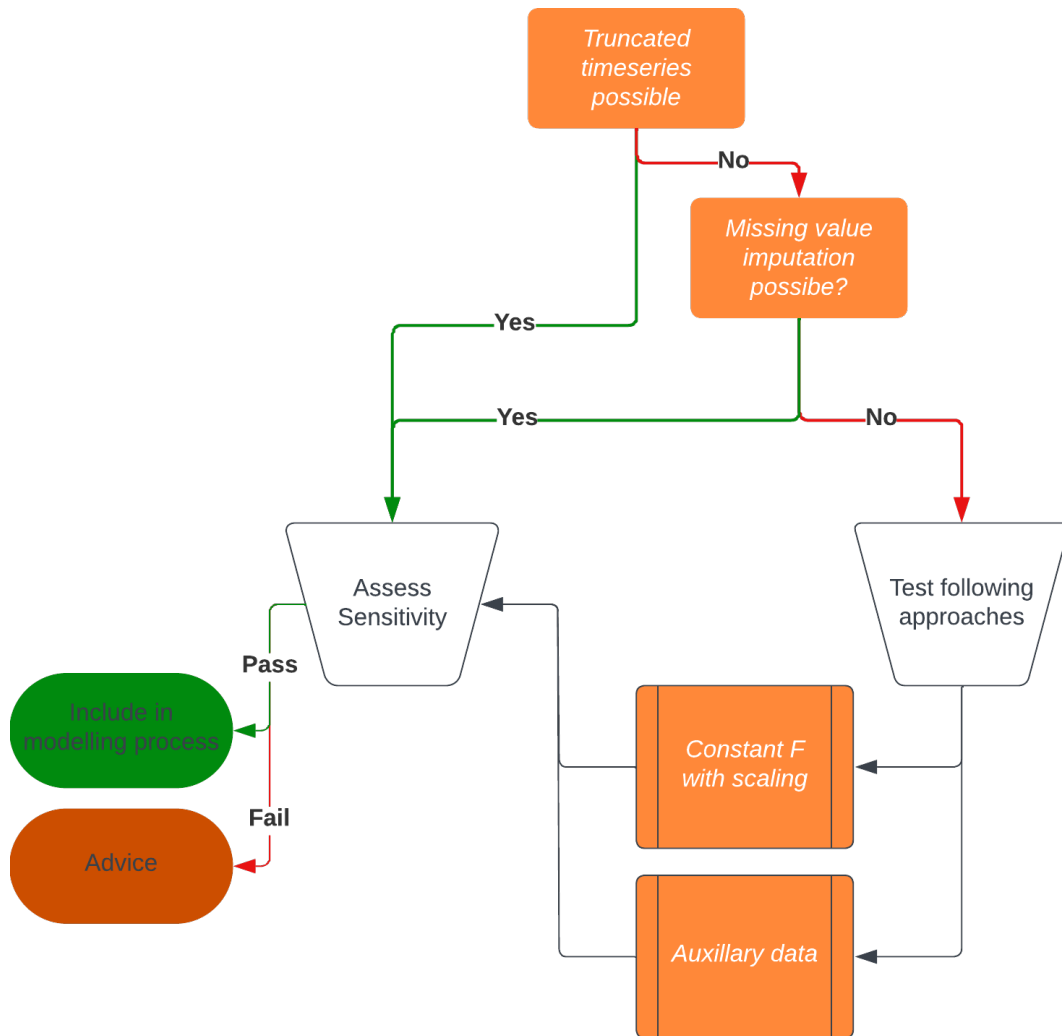 Truncated
timeseries
possible
No
Missing value
imputation
possibe?
Yes
Yes
No
Assess
Sensitivity
Test following
approaches
Pass
Include in
modelling process
Constant F
with scaling
Fail
Advice
Auxillary data